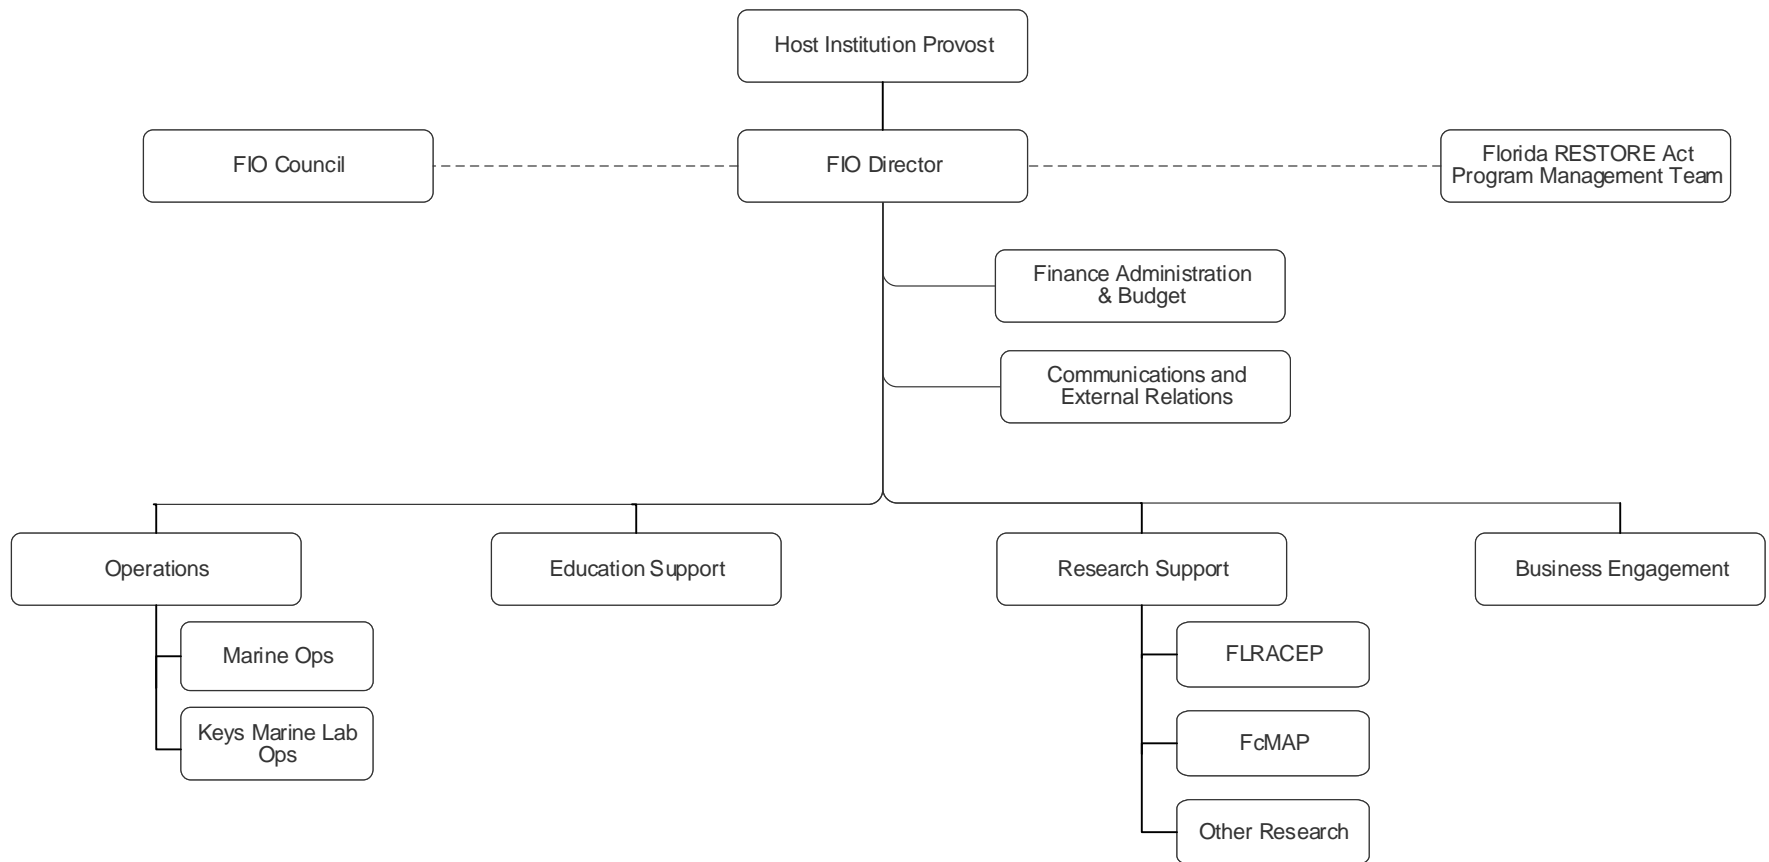 Host Institution Provost
FIO Council
FIO Director
Florida RESTORE Act
Program Management Team
Finance Administration
& Budget
Communications and
External Relations
Operations
Education Support
Research Support
Business Engagement
Marine Ops
Keys Marine Lab
Ops
FLRACEP
FcMAP
Other Research